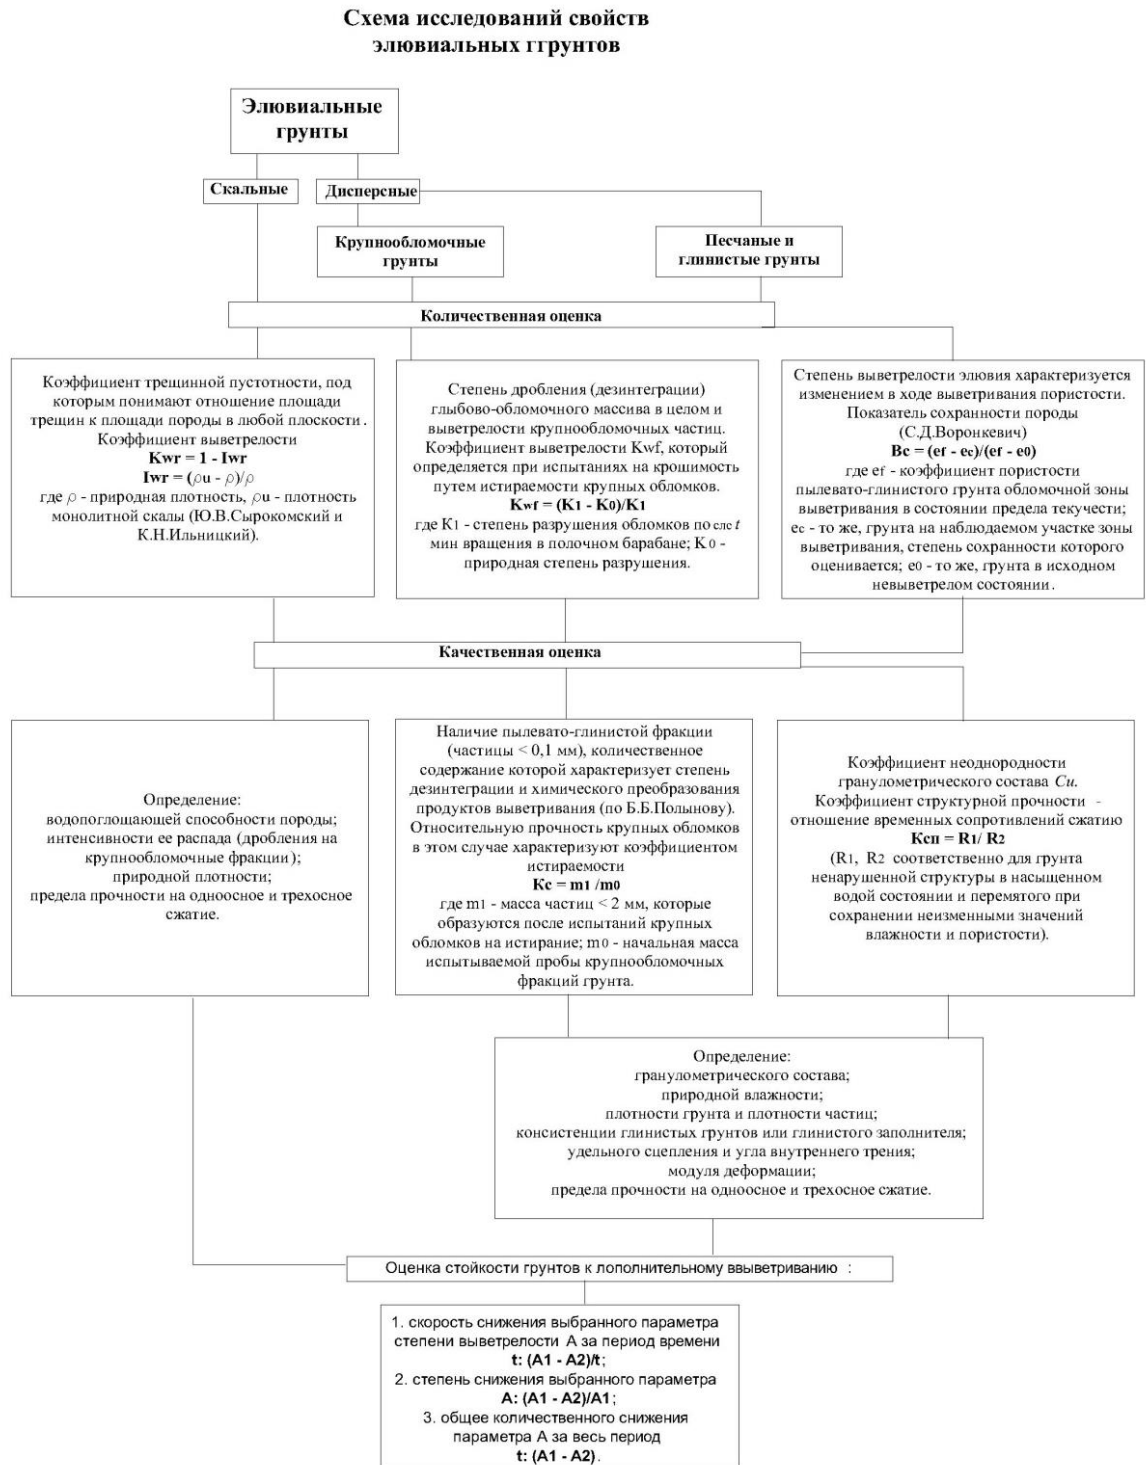 Схема исследований свойств
элювиальных ггрунтов
Элювиальные
грунты
Скальные
Дисперсные
Крупнообломочные
грунты
Песчаные и
глинистые грунты
Количественная оценка
Коэффициент трещинной пустотности, под
которым понимают отношение площади
трещин к площади породы в любой плоскости.
Коэффициент выветрелости
Kwr = 1 - Iwr
Iwr = (ρu - ρ)/ρ
где ρ - природная плотность, ρu - плотность
монолитной скалы (Ю.В.Сырокомский и
К.Н.Ильницкий).
Степень дробления (дезинтеграции)
глыбово-обломочного массива в целом и
выветрелости крупнообломочных частиц.
Коэффициент выветрелости Kwf, который
определяется при испытаниях на крошимость
путем истираемости крупных обломков.
Kwf = (K1 - K0)/K1
где K1 - степень разрушения обломков по слс t
мин вращения в полочном барабане; K 0 -
природная степень разрушения.
Степень выветрелости элювия характеризуется
изменением в ходе выветривания пористости.
Показатель сохранности породы
(С.Д.Воронкевич)
Bc = (ef - ec)/(ef - e0)
где ef - коэффициент пористости
пылевато-глинистого грунта обломочной зоны
выветривания в состоянии предела текучести;
ec - то же, грунта на наблюдаемом участке зоны
выветривания, степень сохранности которого
оценивается; e0 - то же, грунта в исходном
невыветрелом состоянии.
Качественная оценка
Определение:
водопоглощающей способности породы;
интенсивности ее распада (дробления на
крупнообломочные фракции);
природной плотности;
предела прочности на одноосное и трехосное
сжатие.
Наличие пылевато-глинистой фракции
(частицы < 0,1 мм), количественное
содержание которой характеризует степень
дезинтеграции и химического преобразования
продуктов выветривания (по Б.Б.Полынову).
Относительную прочность крупных обломков
в этом случае характеризуют коэффициентом
истираемости
Кс = m1 /m0
где m1 - масса частиц < 2 мм, которые
образуются после испытаний крупных
обломков на истирание; m0 - начальная масса
испытываемой пробы крупнообломочных
фракций грунта.
Коэффициент неоднородности
гранулометрического состава Cu.
Коэффициент структурной прочности -
отношение временных сопротивлений сжатию
Ксп = R1/ R2
(R1, R2 соответственно для грунта
ненарушенной структуры в насыщенном
водой состоянии и перемятого при
сохранении неизменными значений
влажности и пористости).
Определение:
гранулометрического состава;
природной влажности;
плотности грунта и плотности частиц;
консистенции глинистых грунтов или глинистого заполнителя;
удельного сцепления и угла внутреннего трения;
модуля деформации;
предела прочности на одноосное и трехосное сжатие.
Оценка стойкости грунтов к лополнительному ввыветриванию :
1. скорость снижения выбранного параметра
степени выветрелости А за период времени
t: (A1 - A2)/t;
2. степень снижения выбранного параметра
A: (A1 - A2)/A1;
3. общее количественного снижения
параметра А за весь период
t: (A1 - A2).